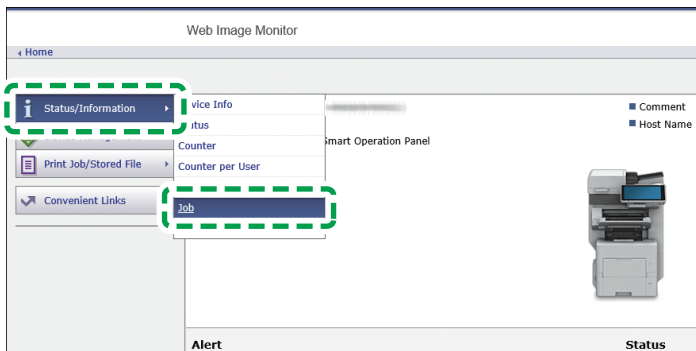 Web Image Monitor
Home
Status/Information
vice Info
Comment
tus
Host Name
Counter
Smart Operation Panel
Print Job/Stored File
Counter per User
Convenient Links
Job
Alert
Status